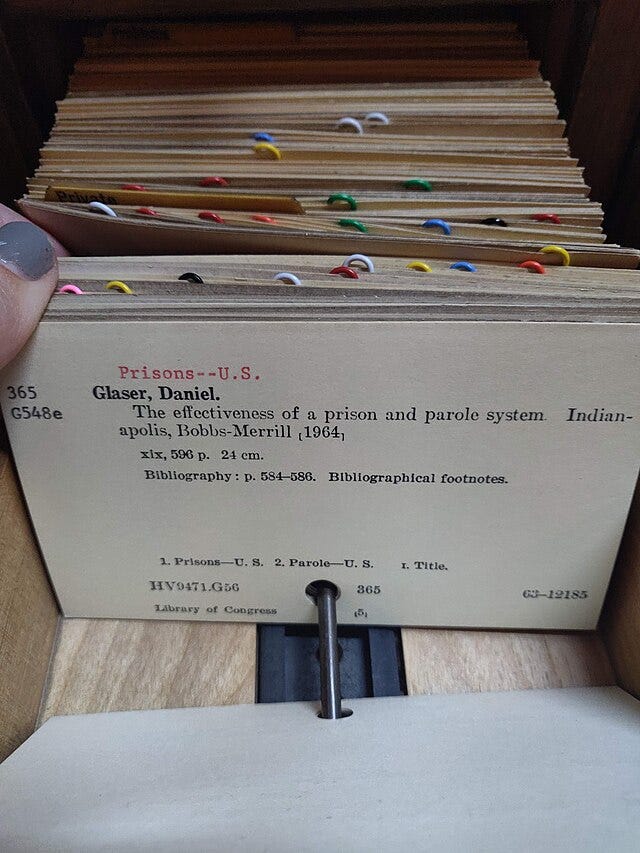 Private
Prisons--U.S.
365 Glaser, Daniel.
G548e The effectiveness of a prison and parole system. Indian-
apolis, Bobbs-Merrill [1964]
xix, 596 p. 24 cm.
Bibliography: p. 584–586. Bibliographical footnotes.
1. Prisons—U. S. 2. Parole—U. S. I. Title.
HV9471.G56 365 63–12185
Library of Congress [5]